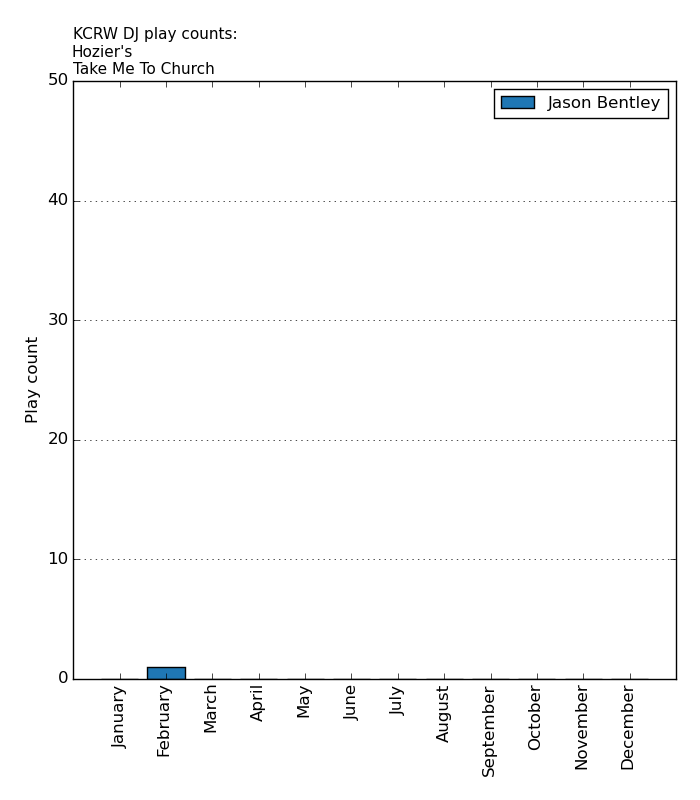 KCRW DJ play counts:
Hozier's
Take Me To Church
Jason Bentley
Play count
50
40
30
20
10
0
January
February
March
April
May
June
July
August
September
October
November
December